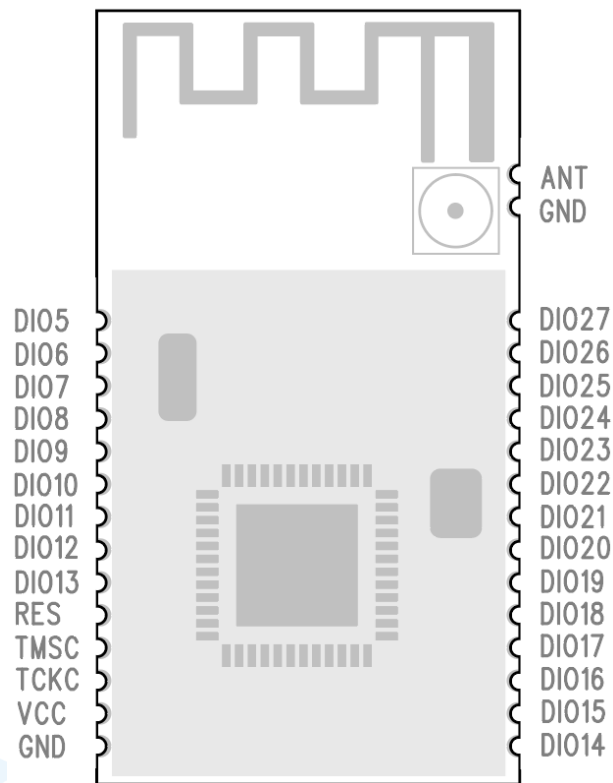 ANT
GND
DIO5
DIO6
DIO7
DIO8
DIO9
DIO10
DIO11
DIO12
DIO13
RES
TMSC
TCKC
VCC
GND
DIO27
DIO26
DIO25
DIO24
DIO23
DIO22
DIO21
DIO20
DIO19
DIO18
DIO17
DIO16
DIO15
DIO14